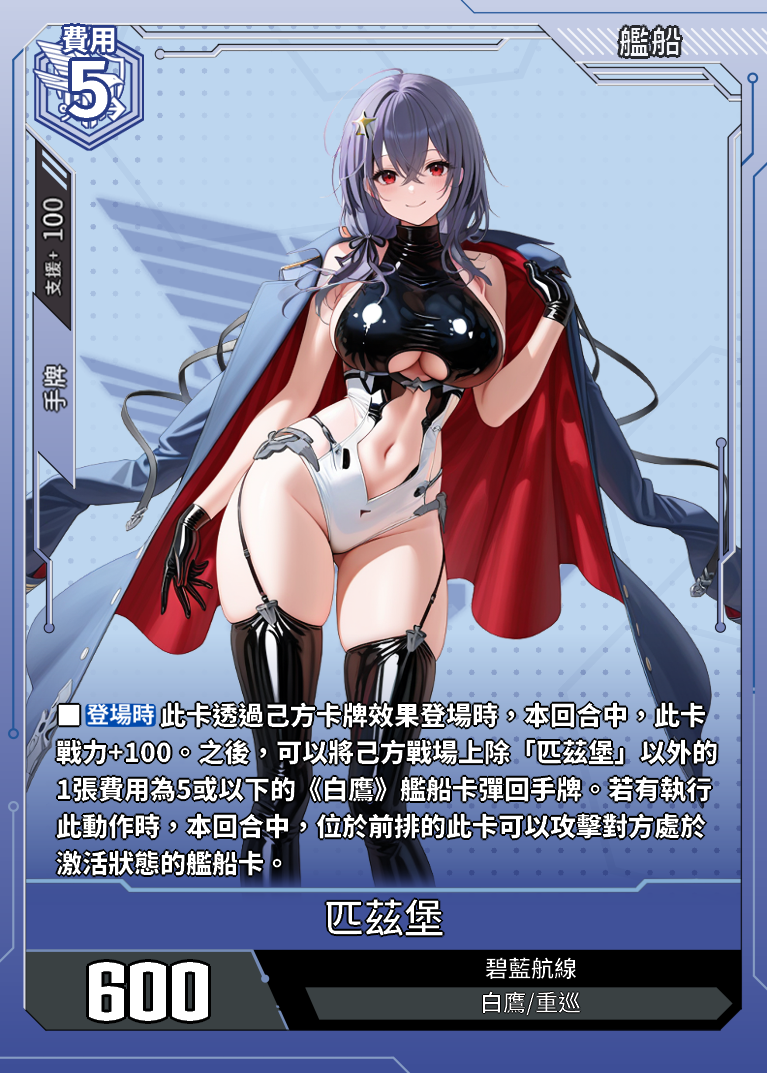 費用
5
艦船
支援+ 100
手牌
■ 登場時 此卡透過己方卡牌效果登場時，本回合中，此卡
戰力+100。之後，可以將己方戰場上除「匹茲堡」以外的
1張費用為5或以下的《白鷹》艦船卡彈回手牌。若有執行
此動作時，本回合中，位於前排的此卡可以攻擊對方處於
激活狀態的艦船卡。
匹茲堡
600
碧藍航線
白鷹/重巡